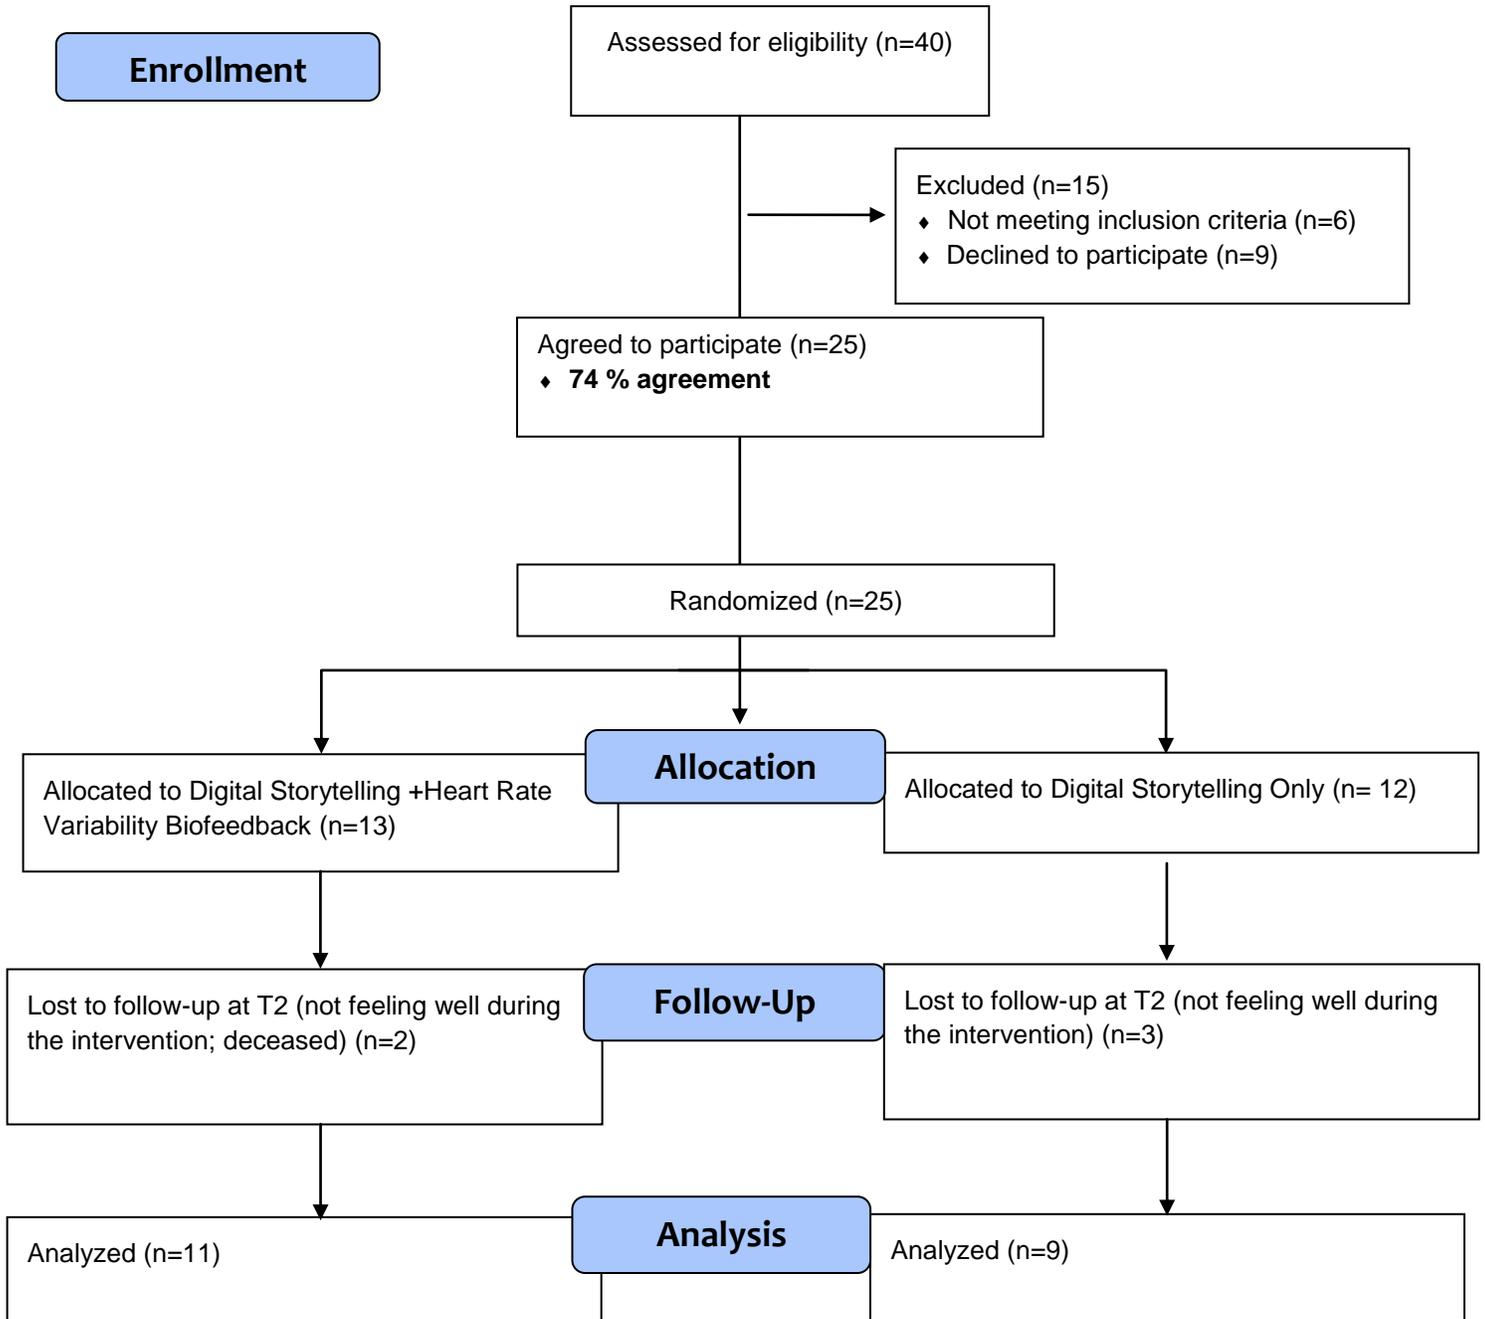 Enrollment
Assessed for eligibility (n=40)
Excluded (n=15)
♦ Not meeting inclusion criteria (n=6)
♦ Declined to participate (n=9)
Agreed to participate (n=25)
♦ 74 % agreement
Randomized (n=25)
Allocation
Allocated to Digital Storytelling +Heart Rate
Variability Biofeedback (n=13)
Allocated to Digital Storytelling Only (n= 12)
Follow-Up
Lost to follow-up at T2 (not feeling well during
the intervention; deceased) (n=2)
Lost to follow-up at T2 (not feeling well during
the intervention) (n=3)
Analysis
Analyzed (n=11)
Analyzed (n=9)